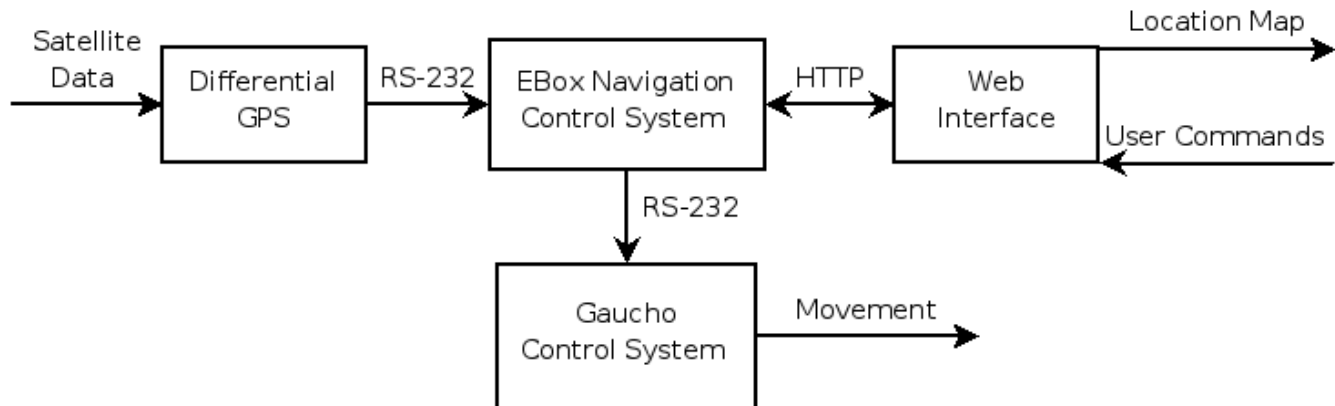 Location Map
Satellite
Data
Differential
GPS
RS-232
EBox Navigation
Control System
HTTP
Web
Interface
User Commands
RS-232
Gaucho
Control System
Movement